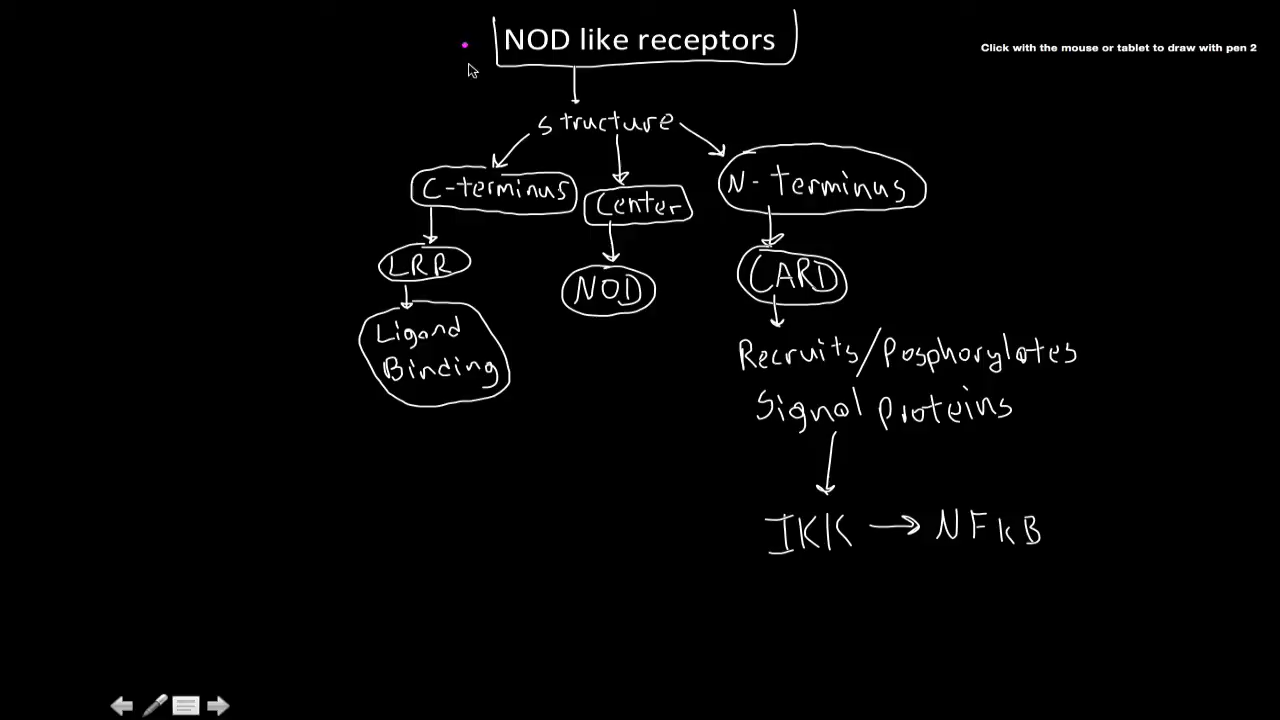 NOD like receptors
Click with the mouse or tablet to draw with pen 2
structure
C-terminus
Center
N-terminus
LRR
NOD
CARD
Ligand
Binding
Recruits/Posphorylates
Signal Proteins
IKK → NFkB